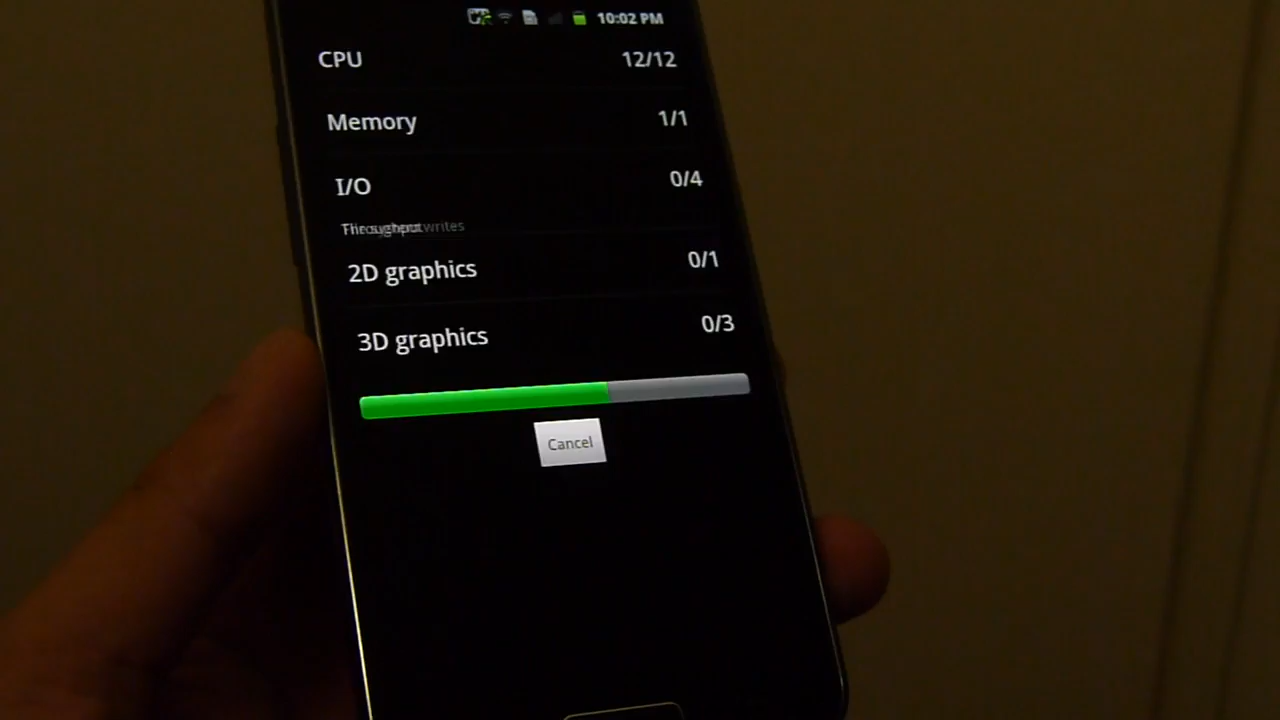 10:02 PM
CPU 12/12
Memory 1/1
I/O 0/4
writes
2D graphics 0/1
3D graphics 0/3
Cancel